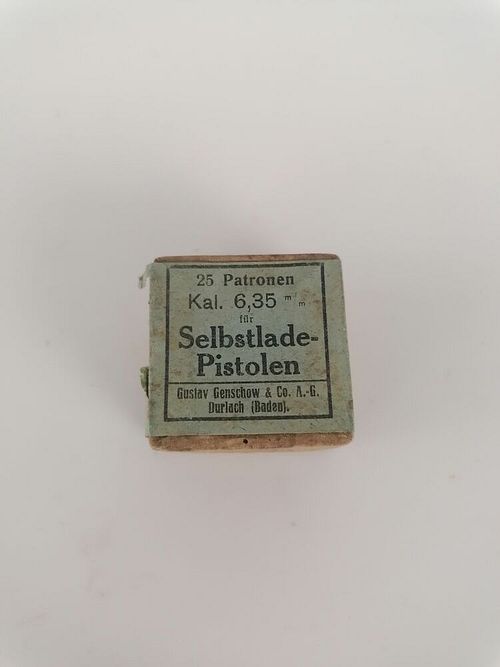 25 Patronen
Kal. 6,35 m/m
für
Selbstlade-
Pistolen
Gustav Genschow & Co. A.-G.
Durlach (Baden).